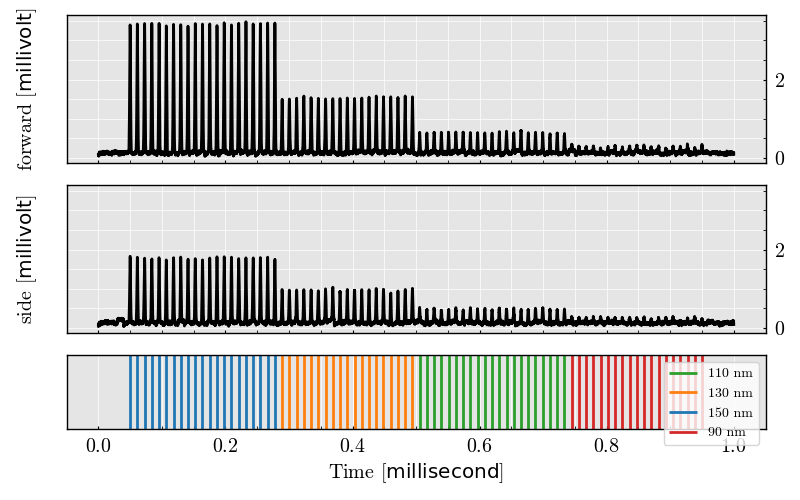 forward [millivolt]
2
0
side [millivolt]
2
0
110 nm
130 nm
150 nm
90 nm
0.0 0.2 0.4 0.6 0.8 1.0
Time [millisecond]